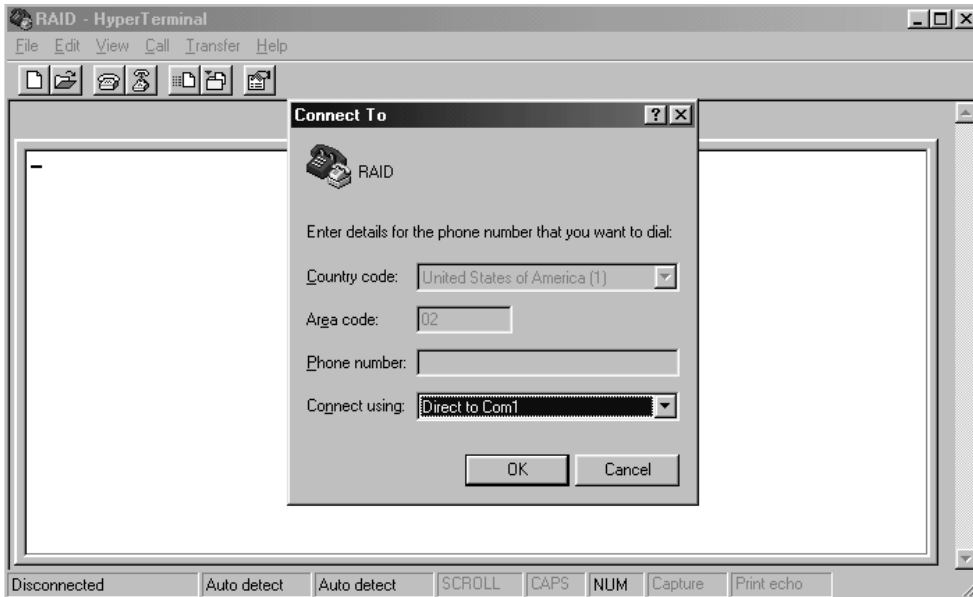 RAID - HyperTerminal
File Edit View Call Transfer Help
Connect To
RAID
Enter details for the phone number that you want to dial:
Country code: United States of America (1)
Area code: 02
Phone number:
Connect using: Direct to Com1
OK Cancel
Disconnected Auto detect Auto detect SCROLL CAPS NUM Capture Print echo